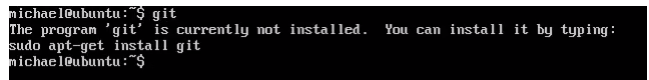 michael@ubuntu:~$ git
The program 'git' is currently not installed.  You can install it by typing:
sudo apt-get install git
michael@ubuntu:~$